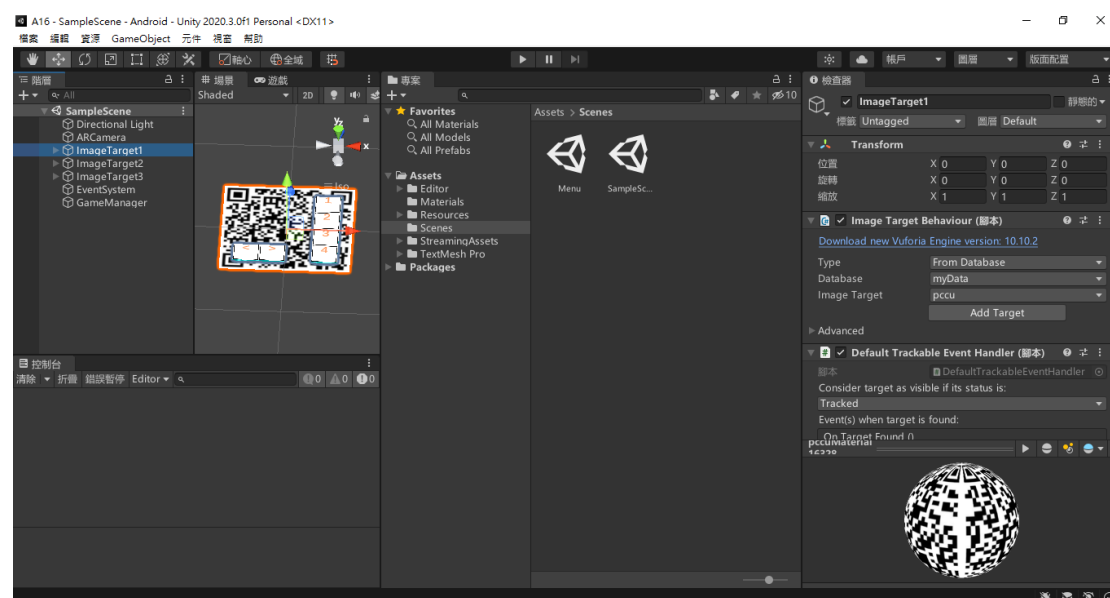 A16 - SampleScene - Android - Unity 2020.3.0f1 Personal <DX11>
檔案 編輯 資源 GameObject 元件 視窗 幫助
軸心 全域 帳戶 圖層 版面配置
階層
All
SampleScene
Directional Light
ARCamera
ImageTarget1
ImageTarget2
ImageTarget3
EventSystem
GameManager
場景 遊戲
Shaded 2D
y
x
Iso
1
2
3
4
< >
專案
10
Favorites
All Materials
All Models
All Prefabs
Assets
Editor
Materials
Resources
Scenes
StreamingAssets
TextMesh Pro
Packages
Assets > Scenes
Menu SampleSc...
控制台
清除 折疊 錯誤暫停 Editor 0 0 0
檢查器
ImageTarget1 靜態的
標籤 Untagged 圖層 Default
Transform
位置 X 0 Y 0 Z 0
旋轉 X 0 Y 0 Z 0
縮放 X 1 Y 1 Z 1
Image Target Behaviour (腳本)
Download new Vuforia Engine version: 10.10.2
Type From Database
Database myData
Image Target pccu
Add Target
Advanced
Default Trackable Event Handler (腳本)
腳本 DefaultTrackableEventHandler
Consider target as visible if its status is:
Tracked
Event(s) when target is found:
On Target Found ()
pccuMaterial
16328